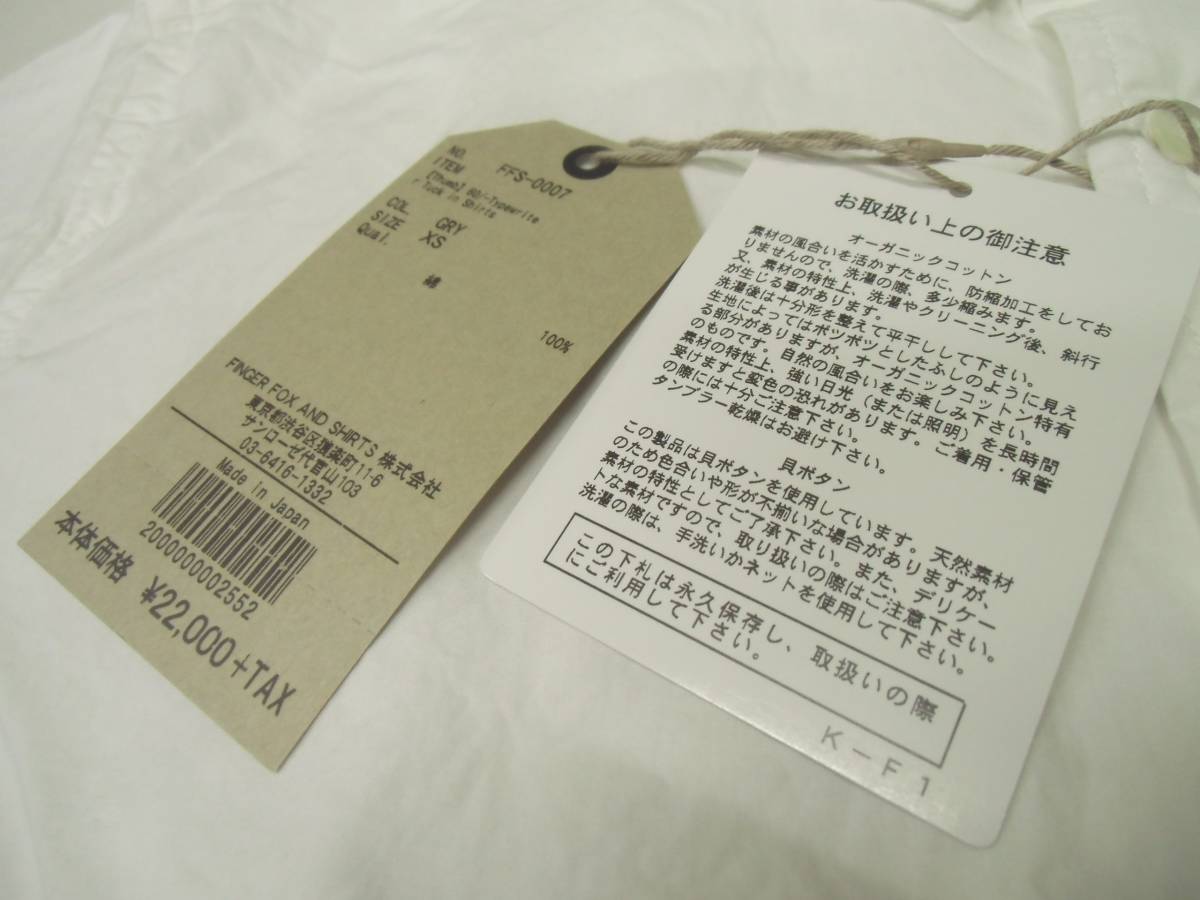 NO. FFS-0007
ITEM
[Thumb] 80/-Typewrite
r Tuck in Shirts
COL. GRY
SIZE XS
Qual.
綿 100%
FINGER FOX AND SHIRTS 株式会社
東京都渋谷区猿楽町11-6
サンローゼ代官山103
03-6416-1332
Made in Japan
2000000002552
本体価格 ¥22,000+TAX
お取扱い上の御注意
オーガニックコットン
素材の風合いを活かすために、防縮加工をしてお
りませんので、洗濯の際、多少縮みます。
又、素材の特性上、洗濯やクリーニング後、斜行
が生じる事があります。
洗濯後は十分形を整えて平干しして下さい。
生地によってはポツポツとしたふしのように見え
る部分がありますが、オーガニックコットン特有
のものです。自然の風合いをお楽しみ下さい。
素材の特性上、強い日光（または照明）を長時間
受けますと変色の恐れがあります。ご着用・保管
の際には十分ご注意下さい。
タンブラー乾燥はお避け下さい。
貝ボタン
この製品は貝ボタンを使用しています。天然素材
のため色合いや形が不揃いな場合がありますが、
素材の特性としてご了承下さい。また、デリケー
トな素材ですので、取り扱いの際はご注意下さい。
洗濯の際は、手洗いかネットを使用して下さい。
この下札は永久保存し、取扱いの際
にご利用して下さい。
K－F1